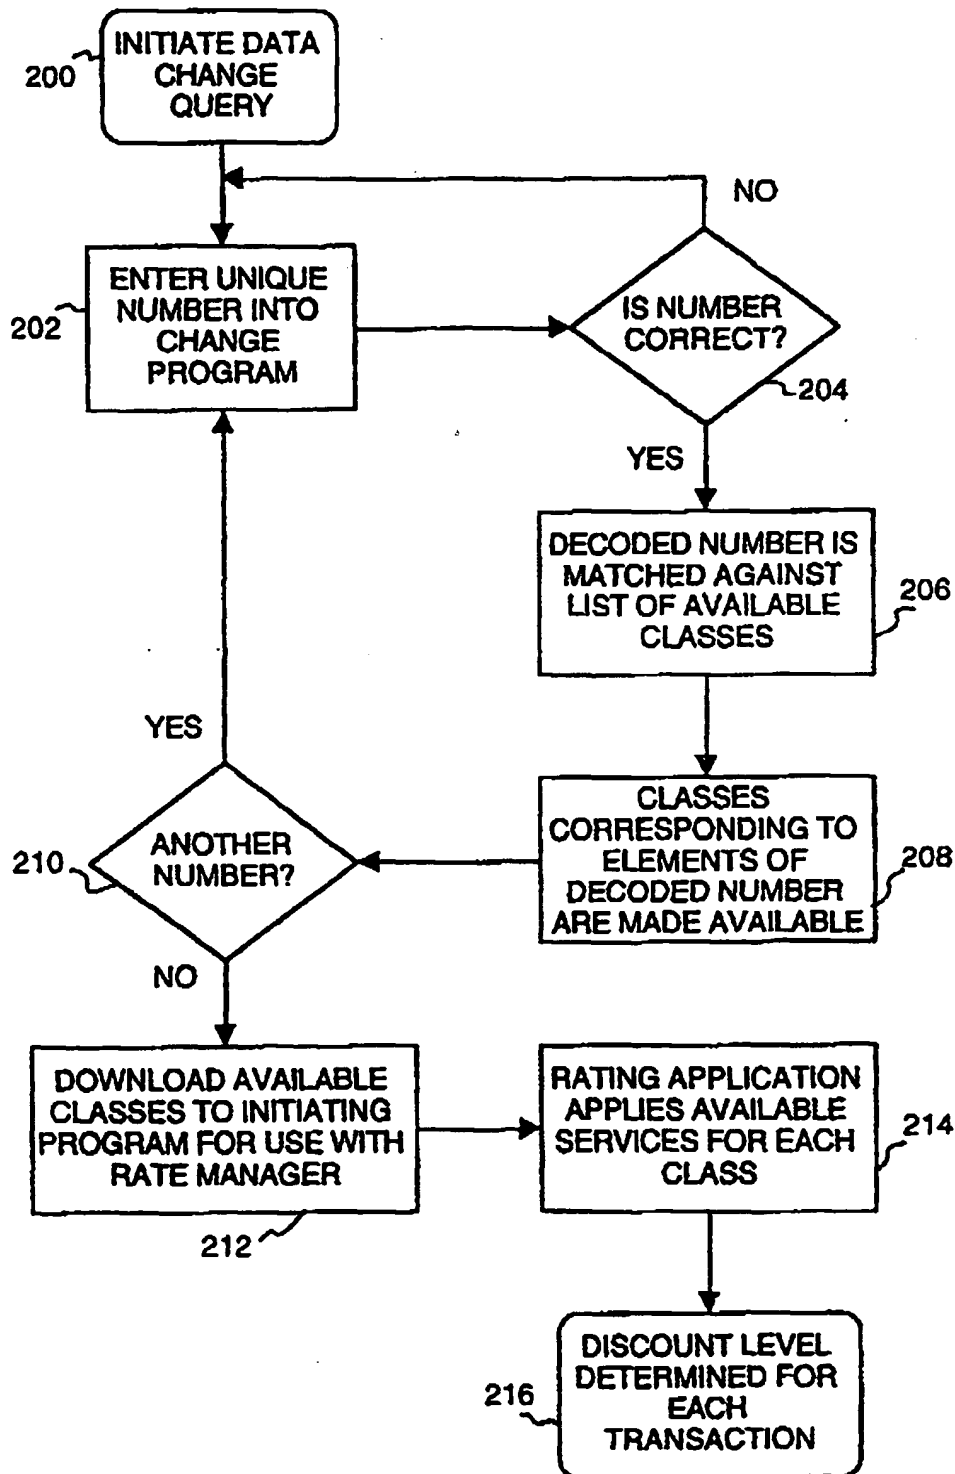 INITIATE DATA
CHANGE
QUERY
200
NO
ENTER UNIQUE
NUMBER INTO
CHANGE
PROGRAM
202
IS NUMBER
CORRECT?
204
YES
DECODED NUMBER IS
MATCHED AGAINST
LIST OF AVAILABLE
CLASSES
206
CLASSES
CORRESPONDING TO
ELEMENTS OF
DECODED NUMBER
ARE MADE AVAILABLE
208
YES
ANOTHER
NUMBER?
210
NO
DOWNLOAD AVAILABLE
CLASSES TO INITIATING
PROGRAM FOR USE WITH
RATE MANAGER
212
RATING APPLICATION
APPLIES AVAILABLE
SERVICES FOR EACH
CLASS
214
DISCOUNT LEVEL
DETERMINED FOR
EACH
TRANSACTION
216